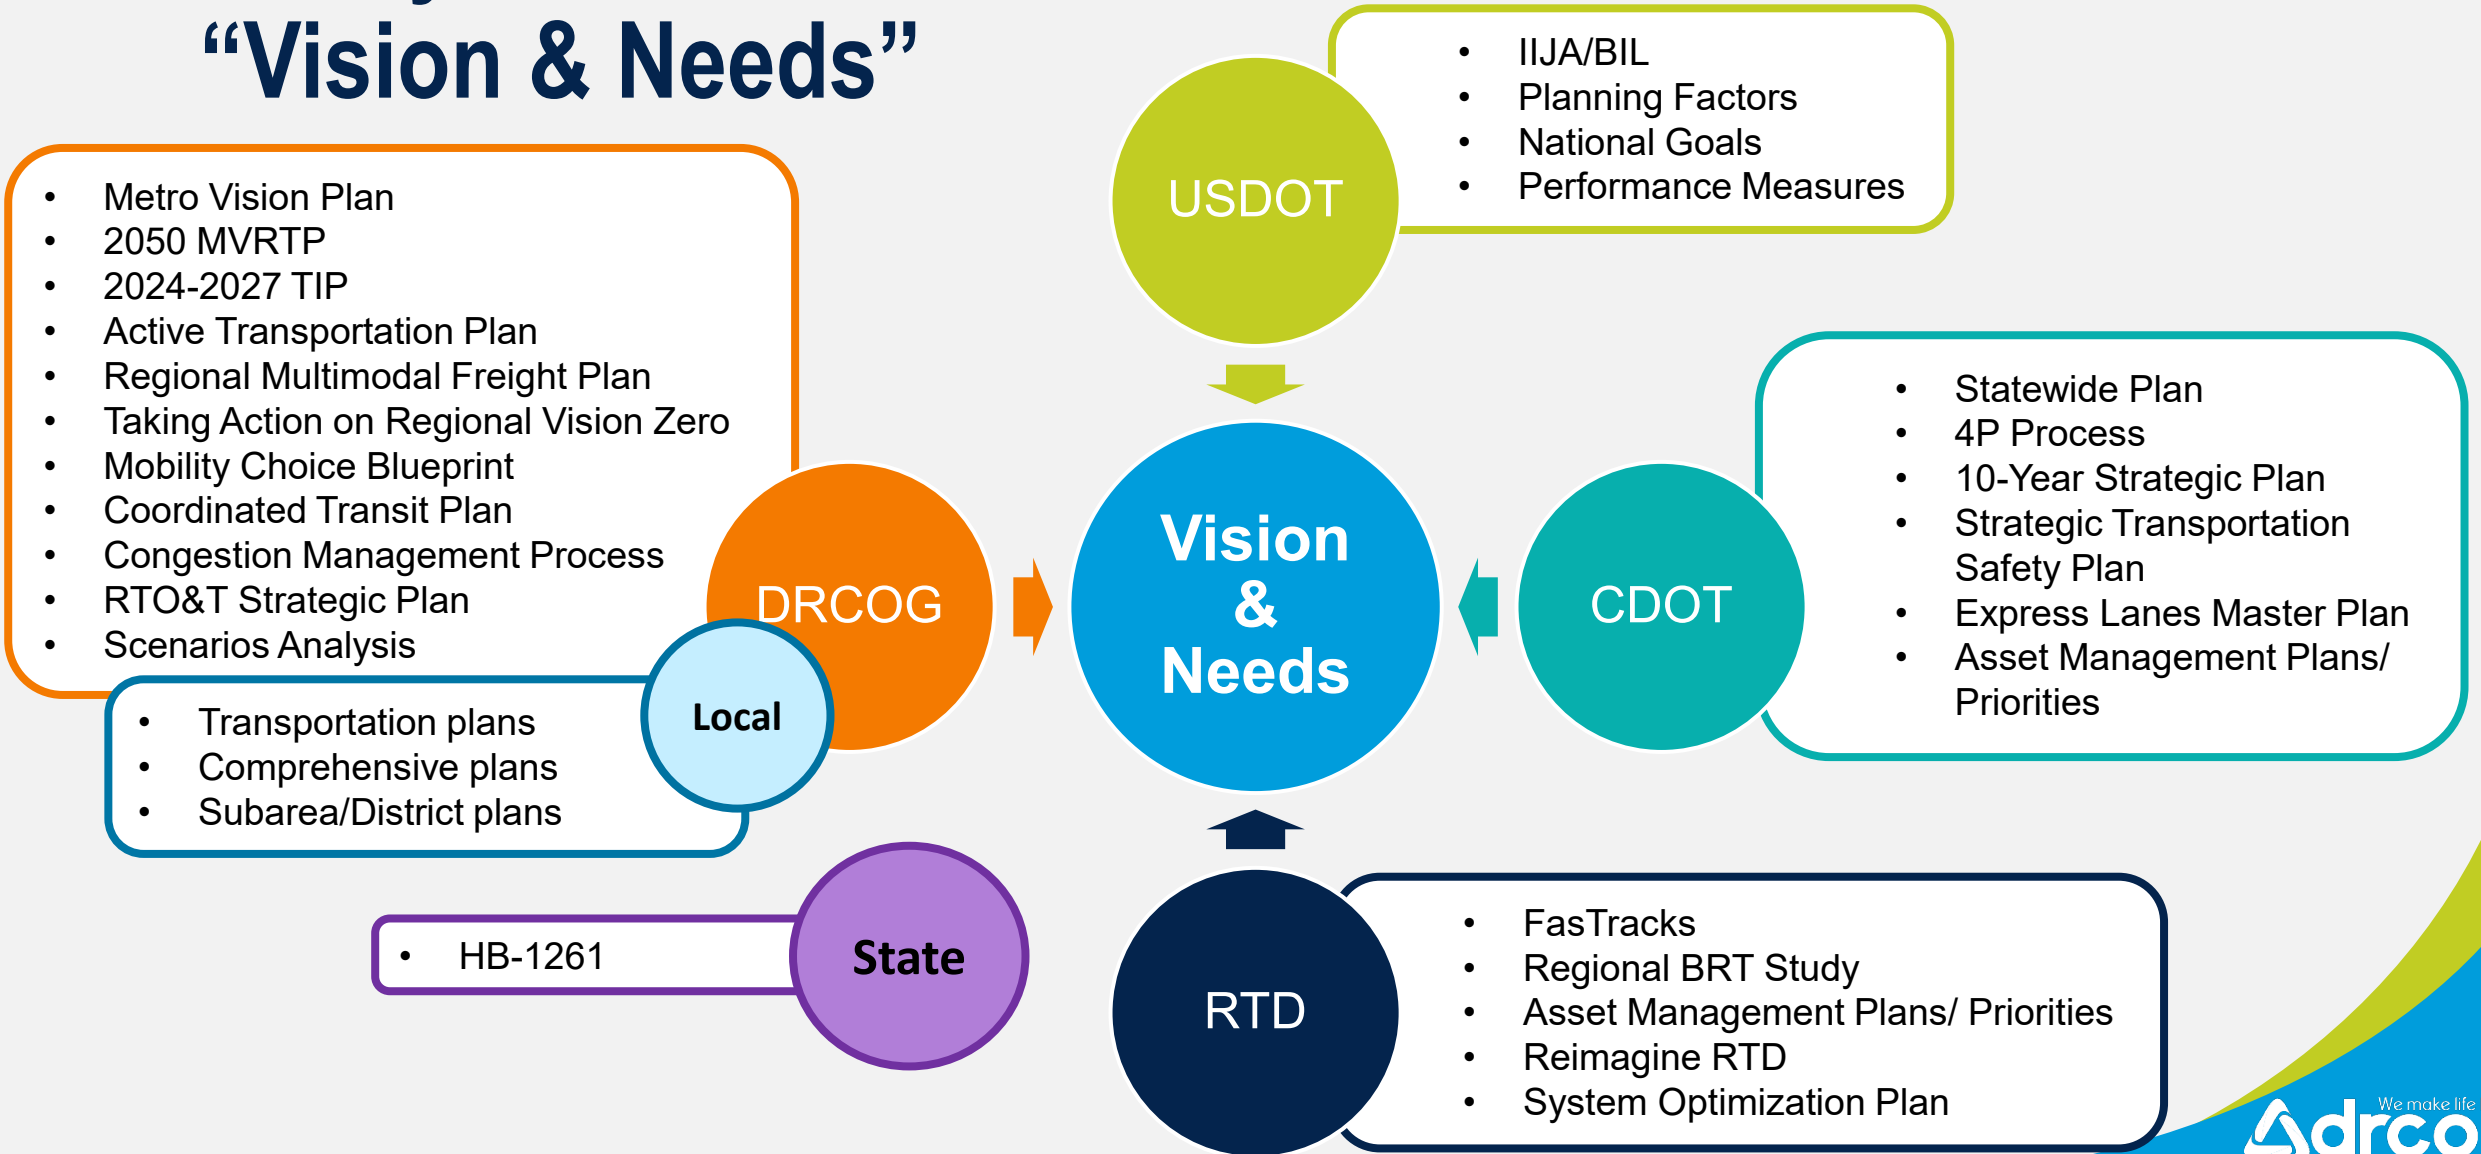 “Vision & Needs”
• IIJA/BIL
• Planning Factors
• National Goals
• Performance Measures
USDOT
• Metro Vision Plan
• 2050 MVRTP
• 2024-2027 TIP
• Active Transportation Plan
• Regional Multimodal Freight Plan
• Taking Action on Regional Vision Zero
• Mobility Choice Blueprint
• Coordinated Transit Plan
• Congestion Management Process
• RTO&T Strategic Plan
• Scenarios Analysis
DRCOG
• Transportation plans
• Comprehensive plans
• Subarea/District plans
Local
• HB-1261
State
Vision
&
Needs
CDOT
• Statewide Plan
• 4P Process
• 10-Year Strategic Plan
• Strategic Transportation
Safety Plan
• Express Lanes Master Plan
• Asset Management Plans/
Priorities
RTD
• FasTracks
• Regional BRT Study
• Asset Management Plans/ Priorities
• Reimagine RTD
• System Optimization Plan
We make life
drco